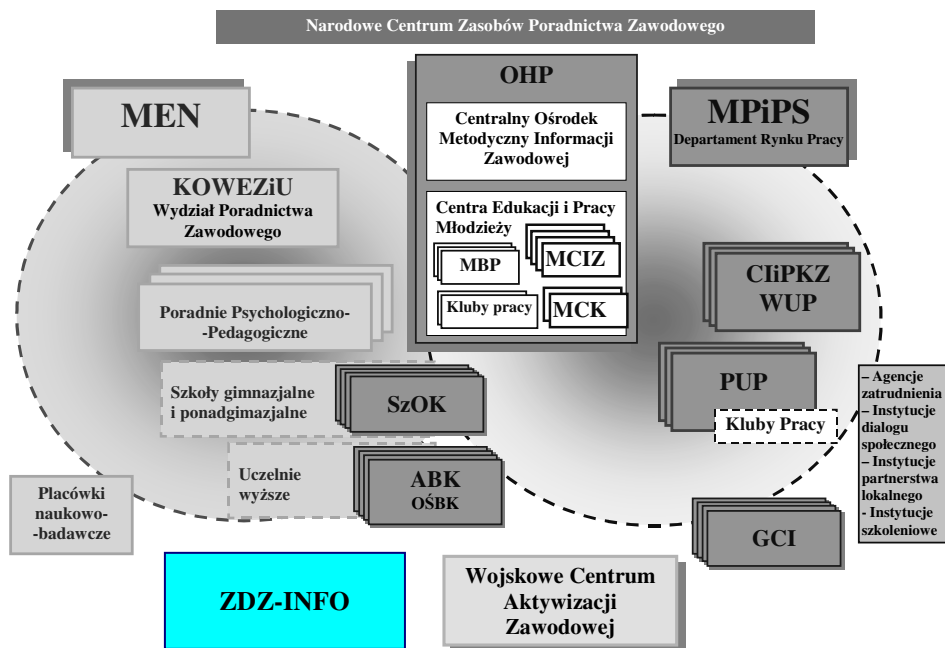 Narodowe Centrum Zasobów Poradnictwa Zawodowego
MEN
KOWEZiU
Wydział Poradnictwa
Zawodowego
Poradnie Psychologiczno-
-Pedagogiczne
Szkoły gimnazjalne
i ponadgimazjalne
SzOK
Uczelnie
wyższe
ABK
OŚBK
Placówki
naukowo-
-badawcze
OHP
Centralny Ośrodek
Metodyczny Informacji
Zawodowej
Centra Edukacji i Pracy
Młodzieży
MBP
MCIZ
Kluby pracy
MCK
MPiPS
Departament Rynku Pracy
CIiPKZ
WUP
PUP
Kluby Pracy
– Agencje
zatrudnienia
– Instytucje
dialogu
społecznego
– Instytucje
partnerstwa
lokalnego
- Instytucje
szkoleniowe
GCI
ZDZ-INFO
Wojskowe Centrum
Aktywizacji
Zawodowej